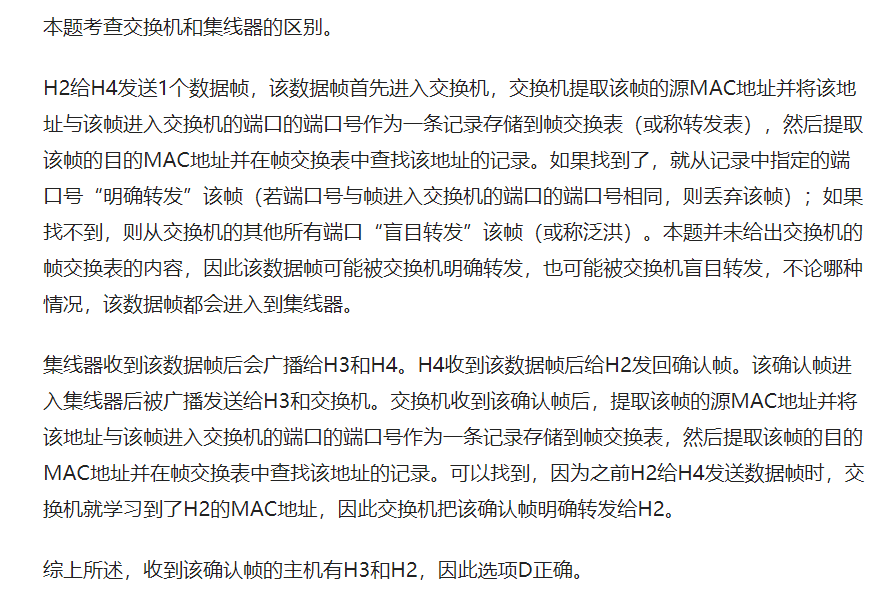 本题考查交换机和集线器的区别。
H2给H4发送1个数据帧，该数据帧首先进入交换机，交换机提取该帧的源MAC地址并将该地
址与该帧进入交换机的端口的端口号作为一条记录存储到帧交换表（或称转发表），然后提取
该帧的目的MAC地址并在帧交换表中查找该地址的记录。如果找到了，就从记录中指定的端
口号“明确转发”该帧（若端口号与帧进入交换机的端口的端口号相同，则丢弃该帧）；如果
找不到，则从交换机的其他所有端口“盲目转发”该帧（或称泛洪）。本题并未给出交换机的
帧交换表的内容，因此该数据帧可能被交换机明确转发，也可能被交换机盲目转发，不论哪种
情况，该数据帧都会进入到集线器。
集线器收到该数据帧后会广播给H3和H4。H4收到该数据帧后给H2发回确认帧。该确认帧进
入集线器后被广播发送给H3和交换机。交换机收到该确认帧后，提取该帧的源MAC地址并将
该地址与该帧进入交换机的端口的端口号作为一条记录存储到帧交换表，然后提取该帧的目的
MAC地址并在帧交换表中查找该地址的记录。可以找到，因为之前H2给H4发送数据帧时，交
换机就学习到了H2的MAC地址，因此交换机把该确认帧明确转发给H2。
综上所述，收到该确认帧的主机有H3和H2，因此选项D正确。